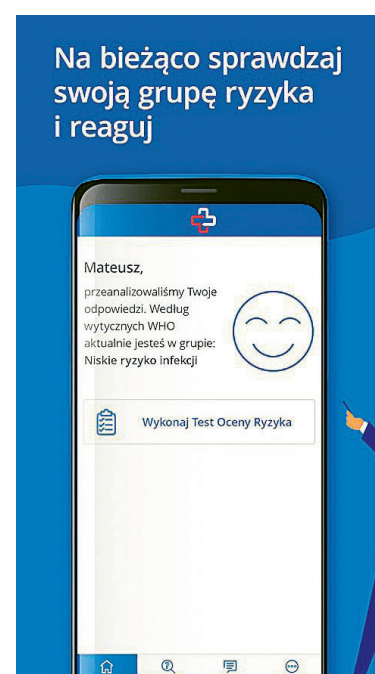 Na bieżąco sprawdzaj
swoją grupę ryzyka
i reaguj
Mateusz,
przeanalizowaliśmy Twoje
odpowiedzi. Według
wytycznych WHO
aktualnie jesteś w grupie:
Niskie ryzyko infekcji
Wykonaj Test Oceny Ryzyka